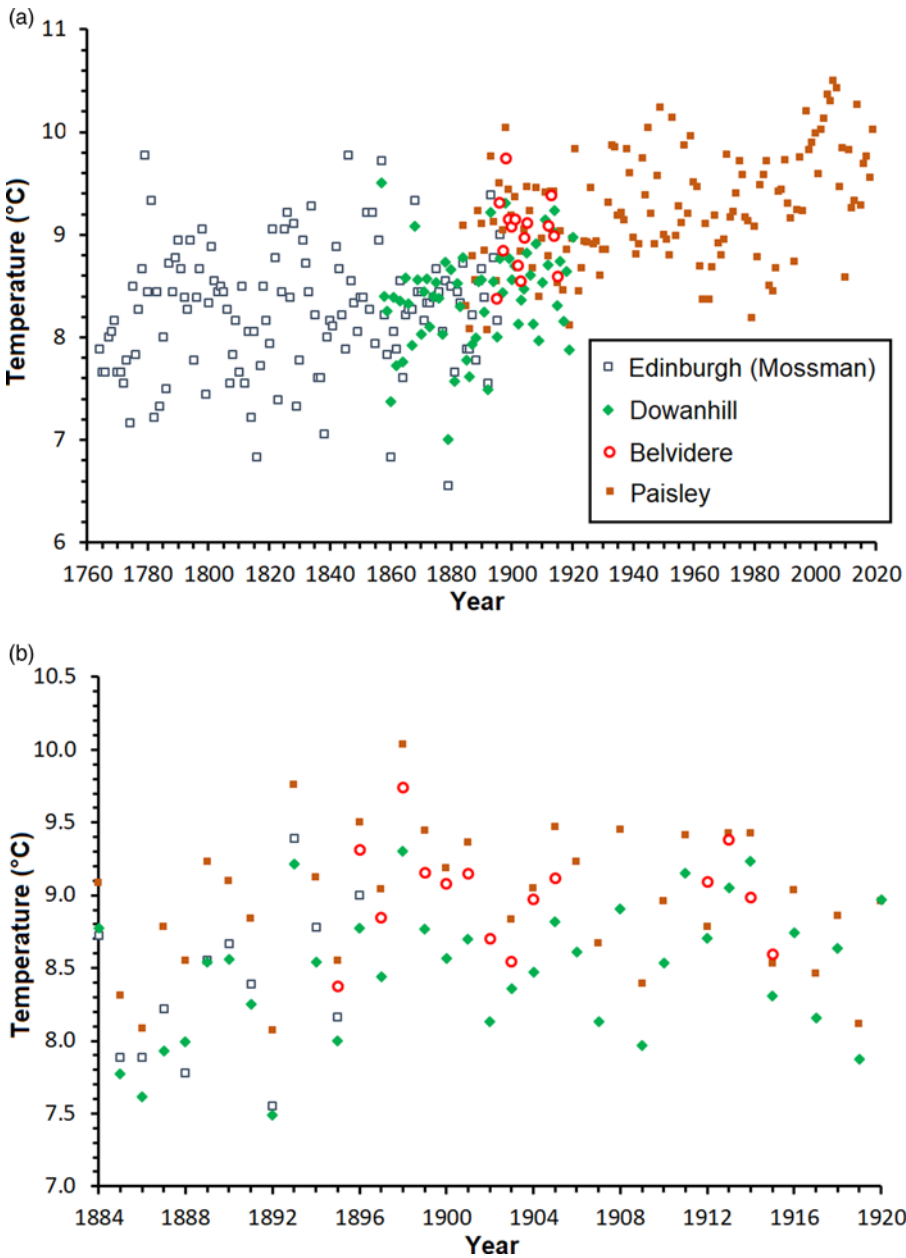 (a)
11
10
9
8
7
6
Temperature (°C)
Edinburgh (Mossman)
Dowanhill
Belvidere
Paisley
1760 1780 1800 1820 1840 1860 1880 1900 1920 1940 1960 1980 2000 2020
Year
(b)
10.5
10.0
9.5
9.0
8.5
8.0
7.5
7.0
Temperature (°C)
1884 1888 1892 1896 1900 1904 1908 1912 1916 1920
Year